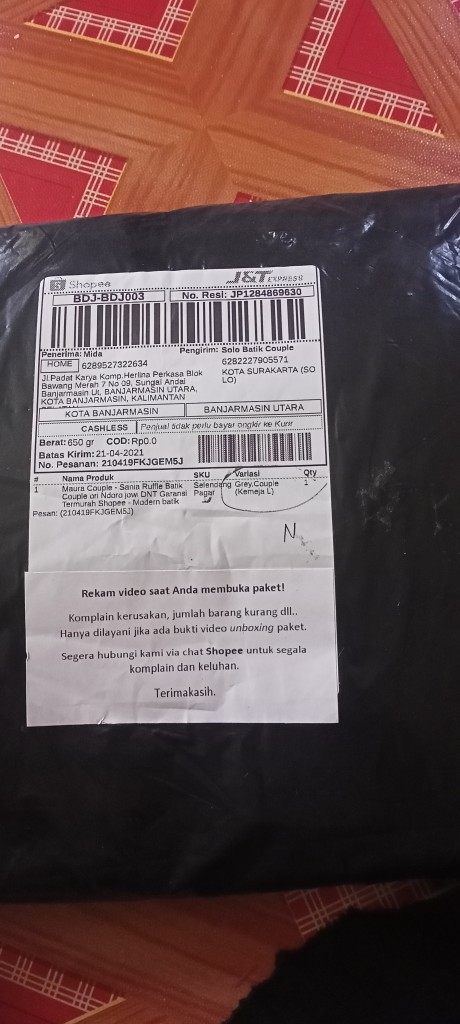 Shopee
J&T EXPRESS
BDJ-BDJ003 No. Resi: JP1284869630
Penerima: Mida Pengirim: Solo Batik Couple
HOME 6289527322634 6282227905571
Jl.Padat Karya Komp.Herlina Perkasa Blok KOTA SURAKARTA (SO
Bawang Merah 7 No 09, Sungai Andai LO)
Banjarmasin Ut, BANJARMASIN UTARA,
KOTA BANJARMASIN, KALIMANTAN
KOTA BANJARMASIN BANJARMASIN UTARA
CASHLESS Penjual tidak perlu bayar ongkir ke Kurir
Berat: 650 gr COD: Rp0.0
Batas Kirim: 21-04-2021
No. Pesanan: 210419FKJGEM5J
# Nama Produk SKU Variasi Qty
1 Maura Couple - Sania Ruffle Batik Selendang Grey,Couple 1
Couple ori Ndoro jowi DNT Garansi Pagar (Kemeja L)
Termurah Shopee - Modern batik
Pesan: (210419FKJGEM5J)
N
Rekam video saat Anda membuka paket!
Komplain kerusakan, jumlah barang kurang dll..
Hanya dilayani jika ada bukti video unboxing paket.
Segera hubungi kami via chat Shopee untuk segala
komplain dan keluhan.
Terimakasih.